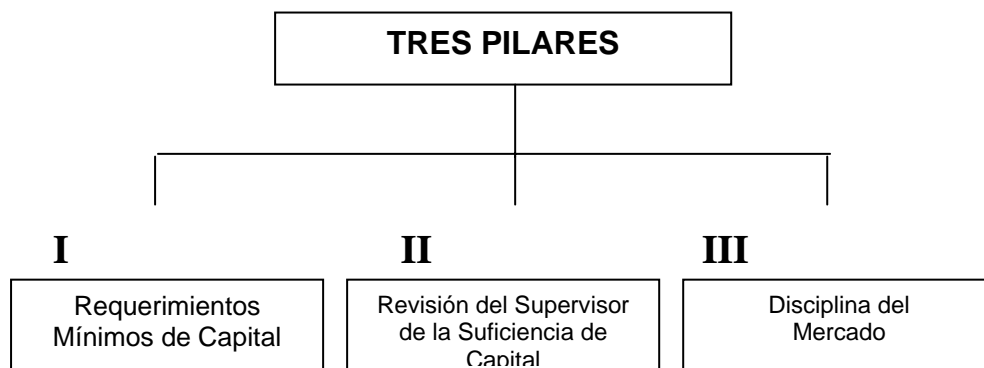 TRES PILARES
I
II
III
Requerimientos
Mínimos de Capital
Revisión del Supervisor
de la Suficiencia de
Capital
Disciplina del
Mercado